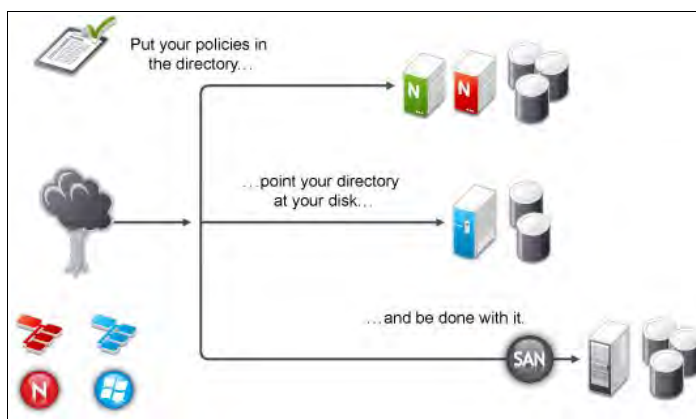 Put your policies in
the directory…
N
N
…point your directory
at your disk…
…and be done with it.
SAN
N